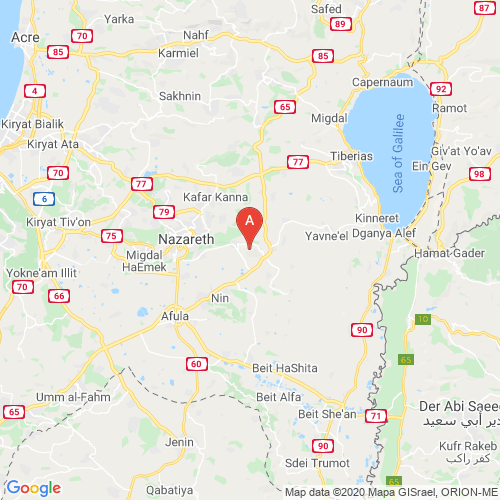 Safed
87
Yarka
89
Acre
70
Nahf
85
Karmiel
85
Capernaum
4
92
Sakhnin
65
Ramot
Migdal
Kiryat Bialik
Sea of Galilee
Kiryat Ata
Giv'at Yo'av
Tiberias
77
Ein Gev
70
98
77
6
Kafar Kanna
79
Kinneret
Kiryat Tiv'on
A
Dganya Alef
75
Nazareth
Yavne'el
Migdal
HaEmek
Hamat Gader
Yokne'am Illit
70
66
Nin
Afula
10
90
60
65
Beit HaShita
Umm al-Fahm
Beit Alfa
65
Der Abi Saeed
Beit She'an
71
دير أبي سعيد
Jenin
90
Kufr Rakeb
كفر راكب
Sdei Trumot
Qabatiya
Map data ©2020 Mapa GISrael, ORION-ME